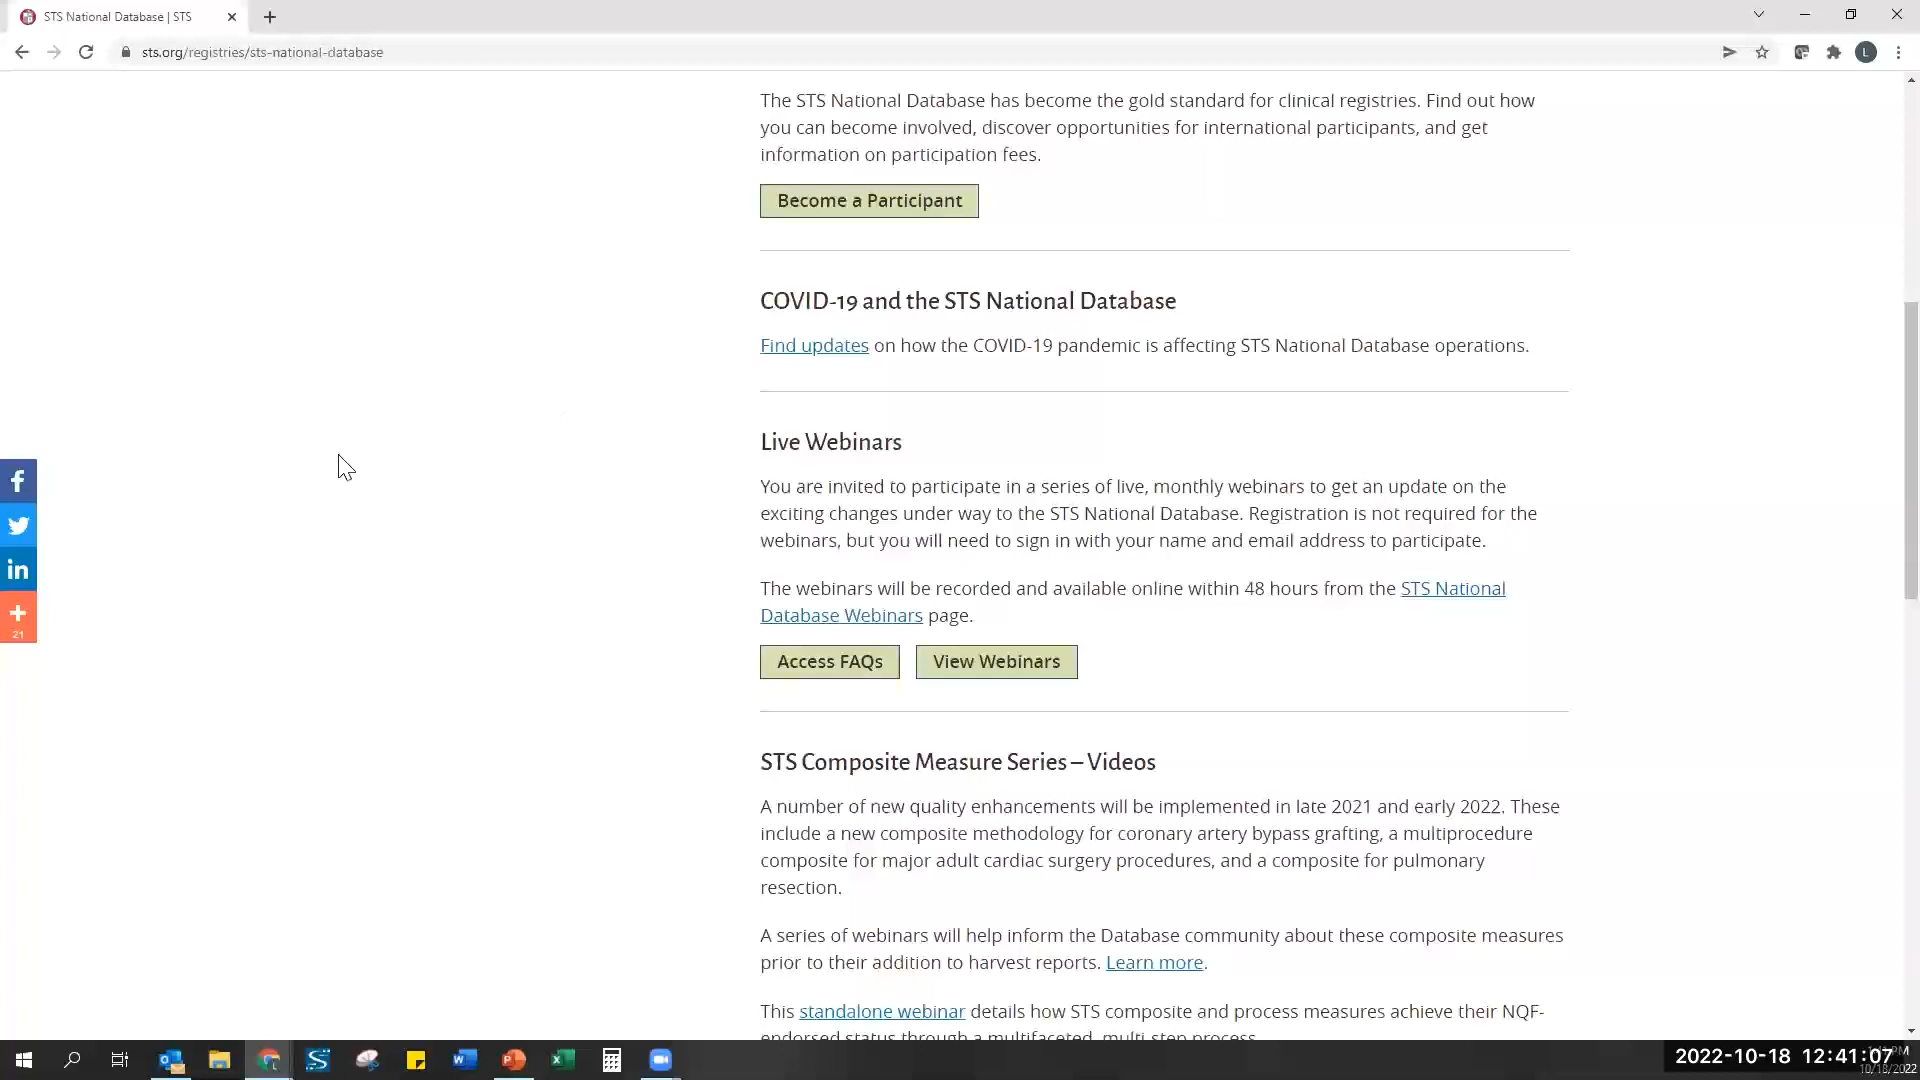 STS National Database | STS
sts.org/registries/sts-national-database
L
The STS National Database has become the gold standard for clinical registries. Find out how
you can become involved, discover opportunities for international participants, and get
information on participation fees.
Become a Participant
COVID-19 and the STS National Database
Find updates on how the COVID-19 pandemic is affecting STS National Database operations.
Live Webinars
You are invited to participate in a series of live, monthly webinars to get an update on the
exciting changes under way to the STS National Database. Registration is not required for the
webinars, but you will need to sign in with your name and email address to participate.
The webinars will be recorded and available online within 48 hours from the STS National
Database Webinars page.
Access FAQs View Webinars
21
STS Composite Measure Series – Videos
A number of new quality enhancements will be implemented in late 2021 and early 2022. These
include a new composite methodology for coronary artery bypass grafting, a multiprocedure
composite for major adult cardiac surgery procedures, and a composite for pulmonary
resection.
A series of webinars will help inform the Database community about these composite measures
prior to their addition to harvest reports. Learn more.
This standalone webinar details how STS composite and process measures achieve their NQF-
endorsed status through a multifaceted, multi-step process.
2022-10-18 12:41:07
10/18/2022